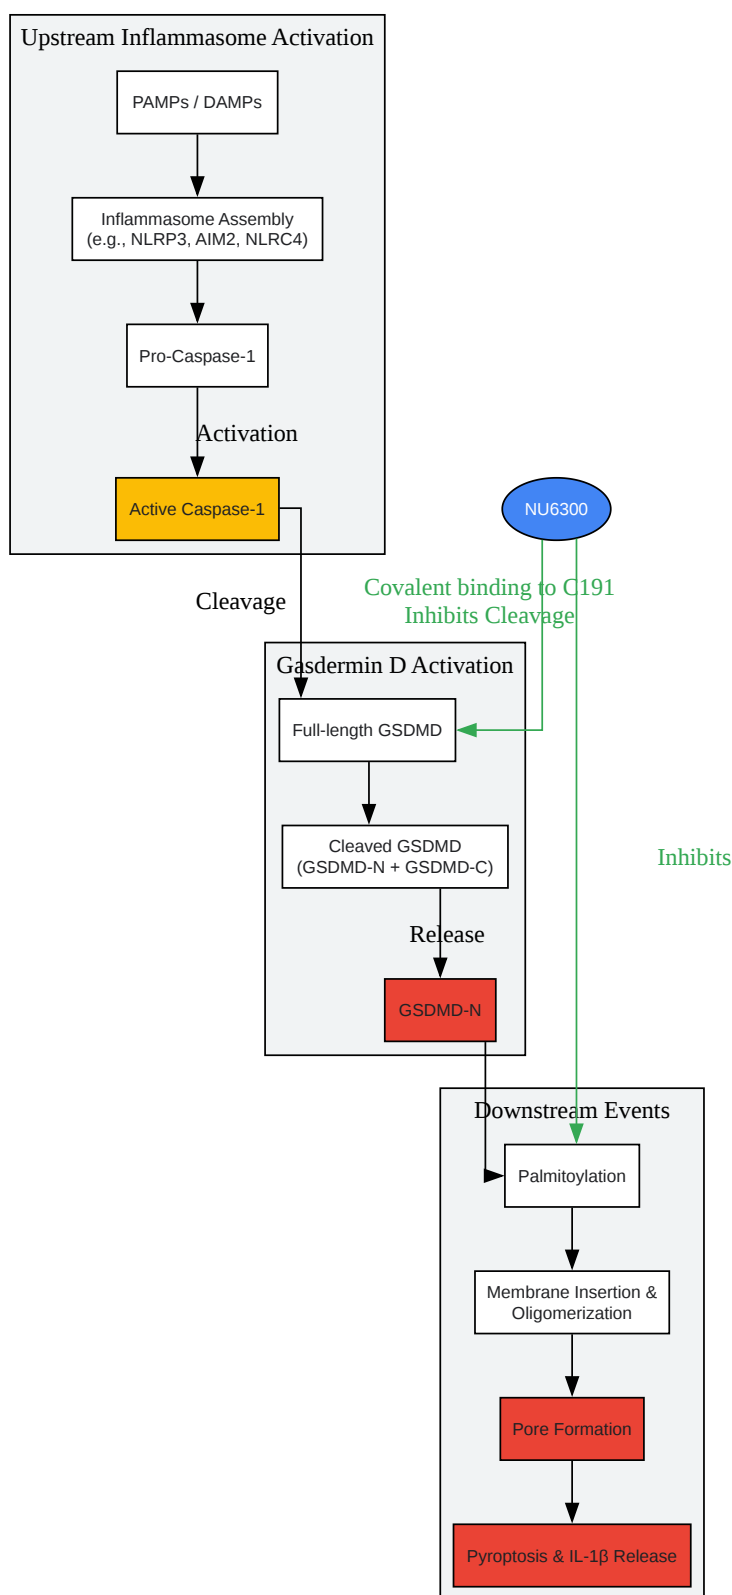 Upstream Inflammasome Activation
PAMPs / DAMPs
Inflammasome Assembly
(e.g., NLRP3, AIM2, NLRC4)
Pro-Caspase-1
Activation
Active Caspase-1
NU6300
Cleavage
Covalent binding to C191
Inhibits Cleavage
Gasdermin D Activation
Full-length GSDMD
Cleaved GSDMD
(GSDMD-N + GSDMD-C)
Inhibits
Release
GSDMD-N
Downstream Events
Palmitoylation
Membrane Insertion &
Oligomerization
Pore Formation
Pyroptosis & IL-1β Release